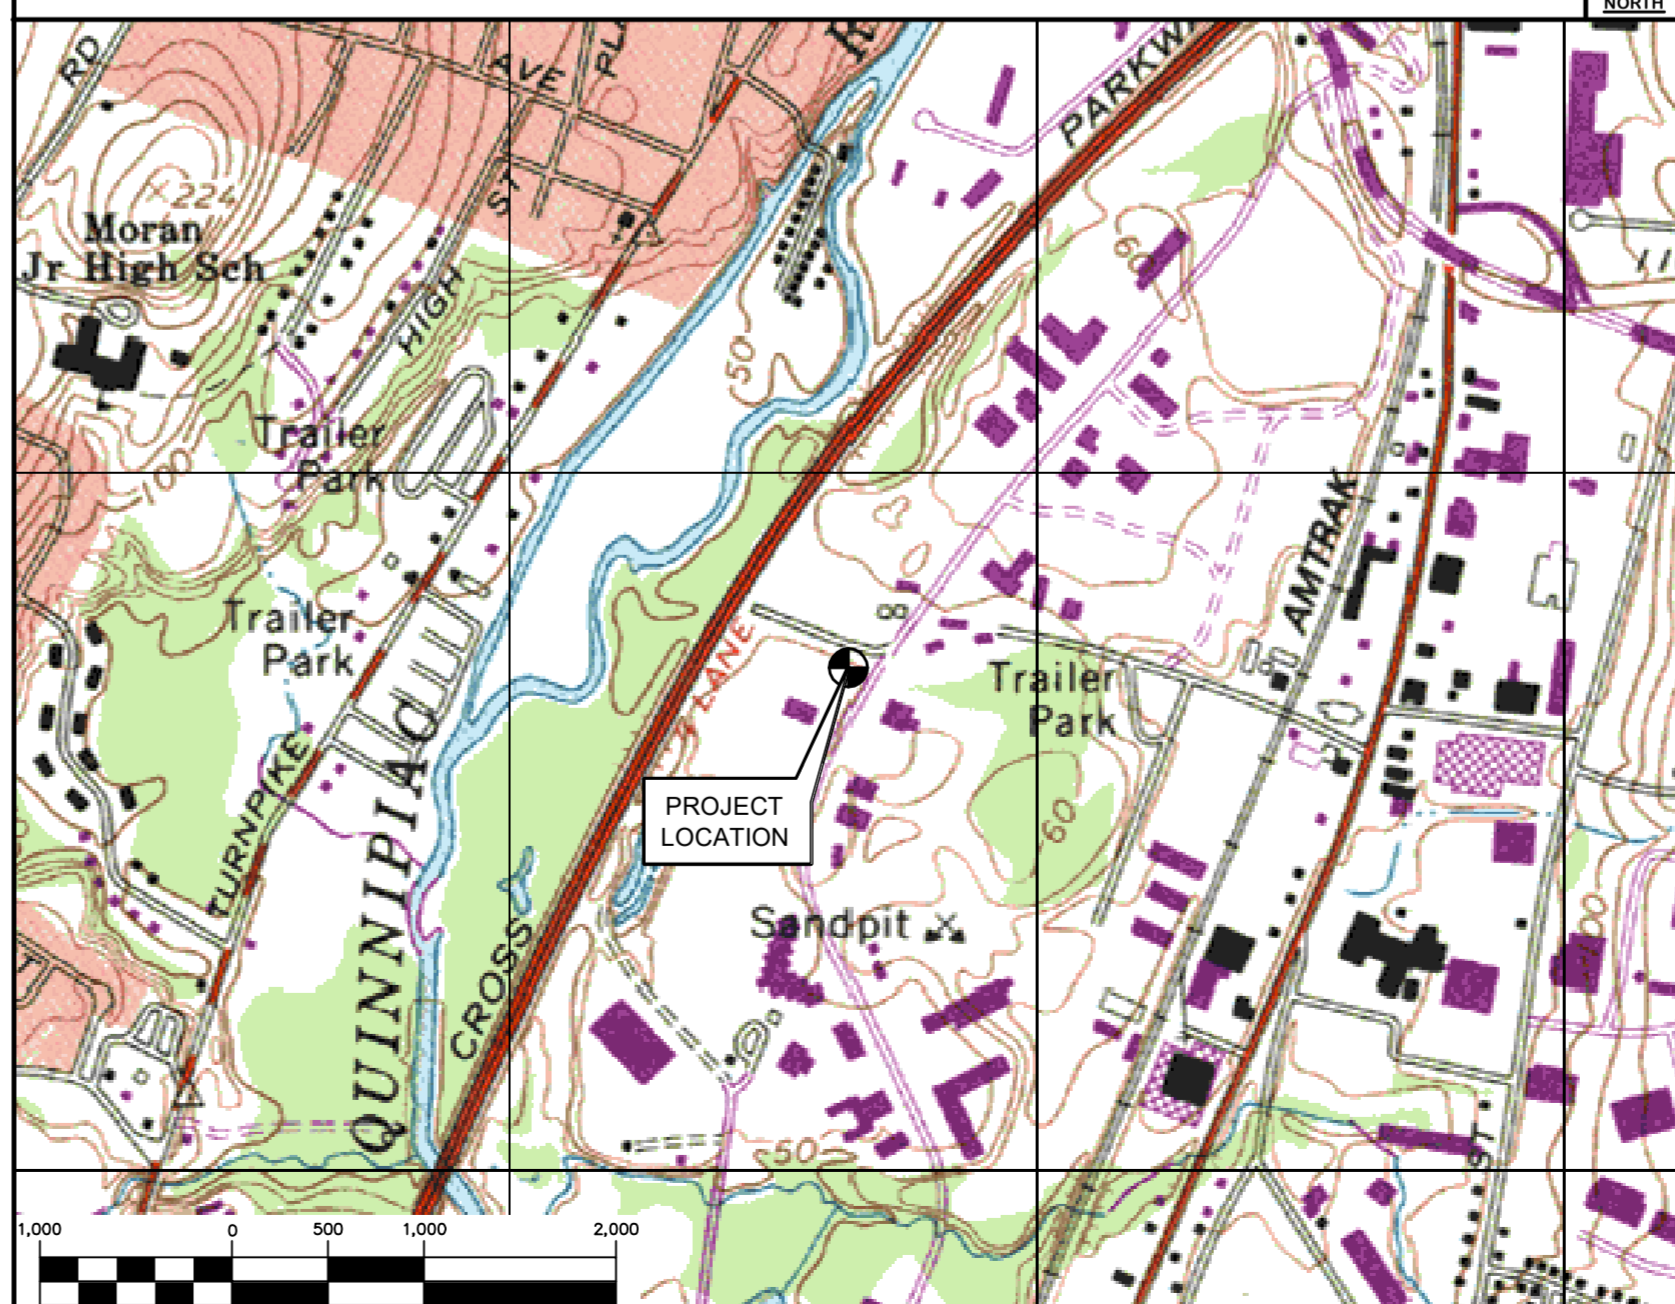 NORTH
RD
AVE
PL
R
PARKW
ST
×224
Moran
Jr High Sch
HIGH
60
50
Trailer
Park
100
AMTRAK
Trailer
Park
LANE
Trailer
Park
TURNPIKE
PROJECT
LOCATION
60
QUINNIPIAC
CROSS
Sandpit
100
50
ST
1,000 0 500 1,000 2,000